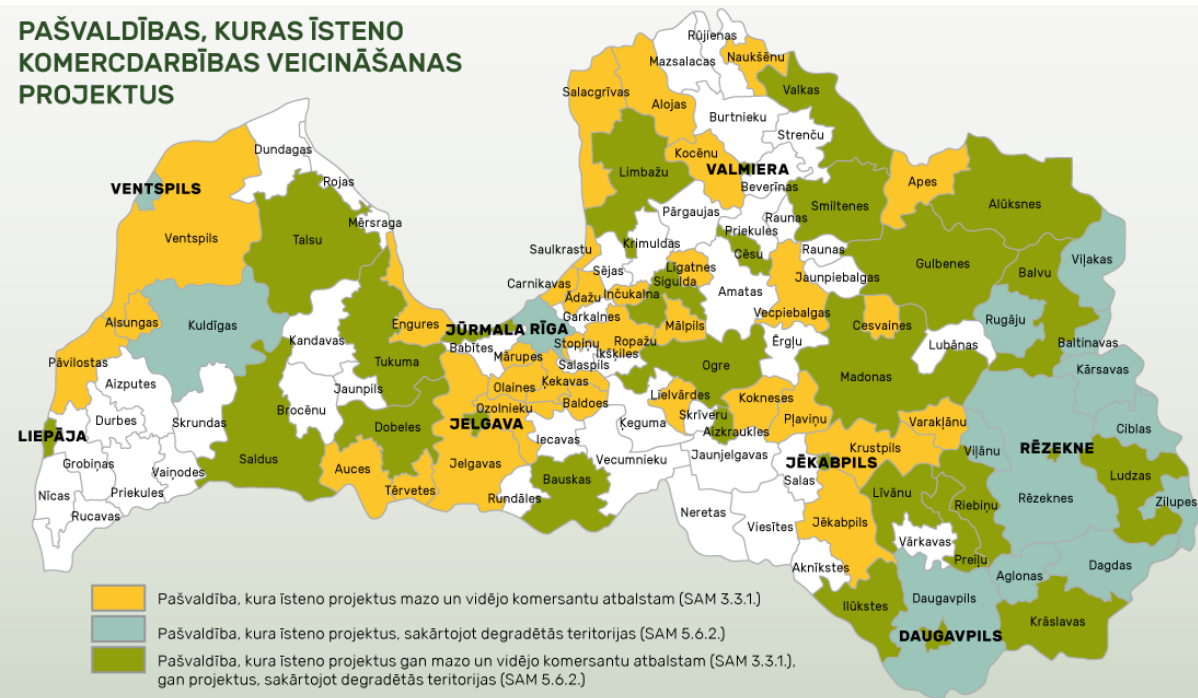 PAŠVALDĪBAS, KURAS ĪSTENO
KOMERCDARBĪBAS VEICINĀŠANAS
PROJEKTUS
Rūjienas
Mazsalacas
Naukšēnu
Salacgrīvas
Alojas
Valkas
Burtnieku
Strenču
Dundagas
Kocēnu
VALMIERA
Limbažu
Beverīnas
Apes
VENTSPILS
Rojas
Smiltenes
Alūksnes
Pārgaujas
Raunas
Mērsraga
Priekules
Ventspils
Talsu
Saulkrastu
Krimuldas
Cēsu
Raunas
Viļakas
Sējas
Līgatnes
Gulbenes
Balvu
Carnikavas
Sigulda
Jaunpiebalgas
Ādažu
Inčukalna
Amatas
Alsungas
Kuldīgas
Engures
Garkalnes
Vecpiebalgas
Rugāju
JŪRMALA
RĪGA
Mālpils
Cesvaines
Kandavas
Babītes
Stopiņu
Ropažu
Ērgļu
Lubānas
Baltinavas
Pāvilostas
Mārupes
Ikšķiles
Tukuma
Salaspils
Ogre
Kārsavas
Aizputes
Jaunpils
Olaines
Ķekavas
Madonas
Lielvārdes
Kokneses
Durbes
Skrundas
Brocēnu
Ozolnieku
Baldoes
Skrīveru
Pļaviņu
Varakļānu
Ciblas
LIEPĀJA
Dobeles
JELGAVA
Ķeguma
Aizkraukles
Iecavas
Krustpils
Viļānu
RĒZEKNE
Grobiņas
Saldus
Auces
Jelgavas
Vecumnieku
Jaunjelgavas
JĒKABPILS
Vaiņodes
Bauskas
Salas
Ludzas
Nīcas
Priekules
Tērvetes
Rundāles
Līvānu
Rēzeknes
Zilupes
Rucavas
Neretas
Riebiņu
Viesītes
Jēkabpils
Vārkavas
Preiļu
Aknīkstes
Aglonas
Dagdas
Ilūkstes
Daugavpils
Krāslavas
DAUGAVPILS
Pašvaldība, kura īsteno projektus mazo un vidējo komersantu atbalstam (SAM 3.3.1.)
Pašvaldība, kura īsteno projektus, sakārtojot degradētās teritorijas (SAM 5.6.2.)
Pašvaldība, kura īsteno projektus gan mazo un vidējo komersantu atbalstam (SAM 3.3.1.),
gan projektus, sakārtojot degradētās teritorijas (SAM 5.6.2.)